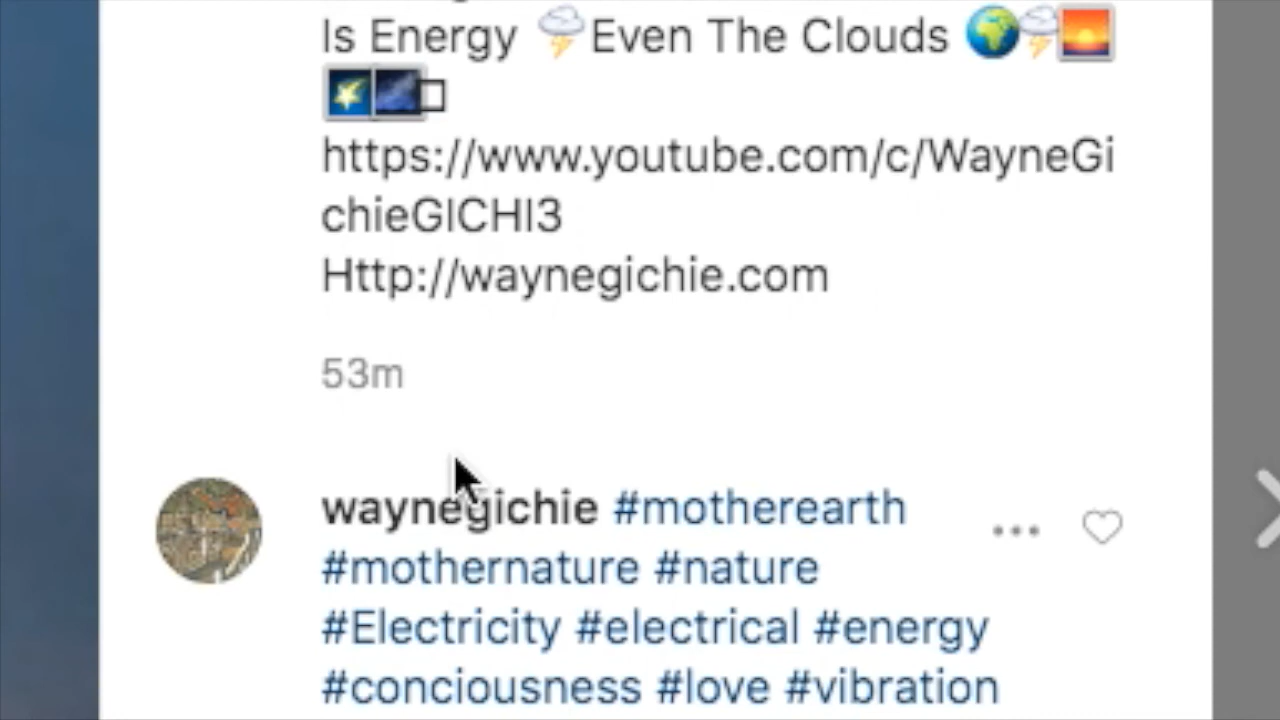 Is Energy ⛈Even The Clouds 🌍⛈🌅
🌠🌌
https://www.youtube.com/c/WayneGi
chieGICHI3
Http://waynegichie.com
53m
waynegichie #motherearth
#mothernature #nature
#Electricity #electrical #energy
#conciousness #love #vibration